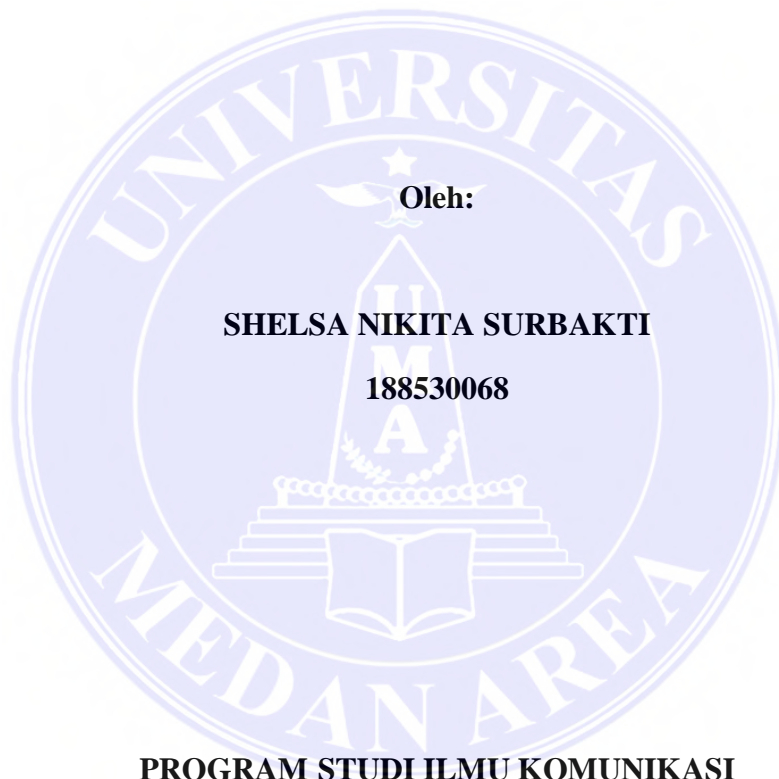 UNIVERSITAS
Oleh:
SHELSA NIKITA SURBAKTI
188530068
U
M
A
MEDAN AREA
PROGRAM STUDI ILMU KOMUNIKASI